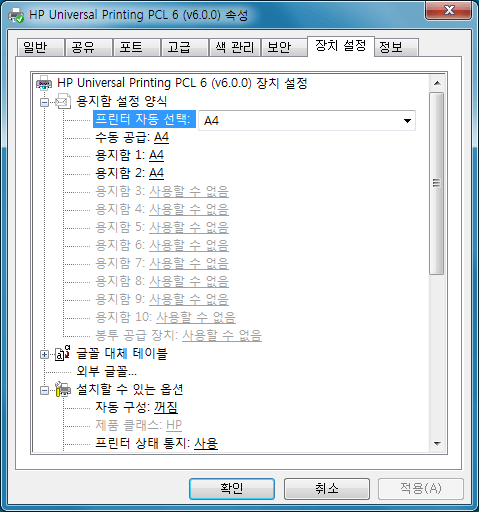 HP Universal Printing PCL 6 (v6.0.0) 속성
일반 공유 포트 고급 색 관리 보안 장치 설정 정보
HP Universal Printing PCL 6 (v6.0.0) 장치 설정
용지함 설정 양식
프린터 자동 선택: A4
수동 공급: A4
용지함 1: A4
용지함 2: A4
용지함 3: 사용할 수 없음
용지함 4: 사용할 수 없음
용지함 5: 사용할 수 없음
용지함 6: 사용할 수 없음
용지함 7: 사용할 수 없음
용지함 8: 사용할 수 없음
용지함 9: 사용할 수 없음
용지함 10: 사용할 수 없음
봉투 공급 장치: 사용할 수 없음
글꼴 대체 테이블
외부 글꼴...
설치할 수 있는 옵션
자동 구성: 꺼짐
제품 클래스: HP
프린터 상태 통지: 사용
확인 취소 적용(A)